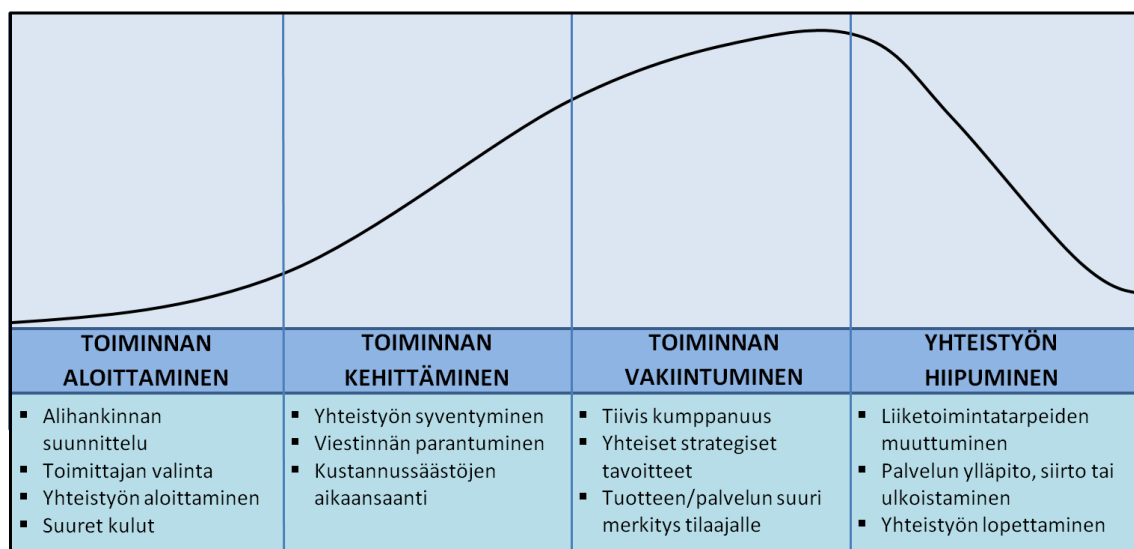 TOIMINNAN
ALOITTAMINEN
TOIMINNAN
KEHITTÄMINEN
TOIMINNAN
VAKIINTUMINEN
YHTEISTYÖN
HIIPUMINEN
▪ Alihankinnan
suunnittelu
▪ Toimittajan valinta
▪ Yhteistyön aloittaminen
▪ Suuret kulut
▪ Yhteistyön syventyminen
▪ Viestinnän parantuminen
▪ Kustannussäästöjen
aikaansaanti
▪ Tiivis kumppanuus
▪ Yhteiset strategiset
tavoitteet
▪ Tuotteen/palvelun suuri
merkitys tilaajalle
▪ Liiketoimintatarpeiden
muuttuminen
▪ Palvelun ylläpito, siirto tai
ulkoistaminen
▪ Yhteistyön lopettaminen